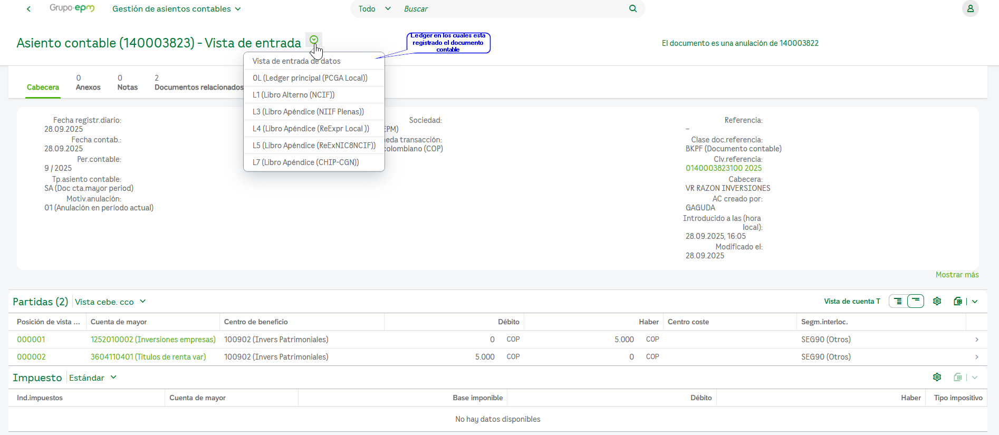 Grupo·epm
Gestión de asientos contables
Todo
Buscar
Asiento contable (140003823) - Vista de entrada
Ledger en los cuales esta
registrado el documento
contable
El documento es una anulación de 140003822
Vista de entrada de datos
0L (Ledger principal (PCGA Local))
L1 (Libro Alterno (NCIF))
L3 (Libro Apéndice (NIIF Plenas))
L4 (Libro Apéndice (ReExpr Local ))
L5 (Libro Apéndice (ReExNIC8NCIF))
L7 (Libro Apéndice (CHIP-CGN))
Cabecera
0
Anexos
0
Notas
2
Documentos relacionados
Fecha registr.diario:
28.09.2025
Fecha contab.:
28.09.2025
Per.contable:
9 / 2025
Tp.asiento contable:
SA (Doc cta.mayor period)
Motiv.anulación:
01 (Anulación en período actual)
Sociedad:
EPM)
eda transacción:
colombiano (COP)
Referencia:
–
Clase doc.referencia:
BKPF (Documento contable)
Clv.referencia:
0140003823100 2025
Cabecera:
VR RAZON INVERSIONES
AC creado por:
GAGUDA
Introducido a las (hora
local):
28.09.2025, 16:05
Modificado el:
28.09.2025
Mostrar más
Partidas (2) Vista cebe. cco
Vista de cuenta T
Posición de vista ... Cuenta de mayor Centro de beneficio Débito Haber Centro coste Segm.interloc.
000001 1252010002 (Inversiones empresas) 100902 (Invers Patrimoniales) 0 COP 5.000 COP SEG90 (Otros)
000002 3604110401 (Titulos de renta var) 100902 (Invers Patrimoniales) 5.000 COP 0 COP SEG90 (Otros)
Impuesto Estándar
Ind.impuestos Cuenta de mayor Base imponible Débito Haber Tipo impositivo
No hay datos disponibles